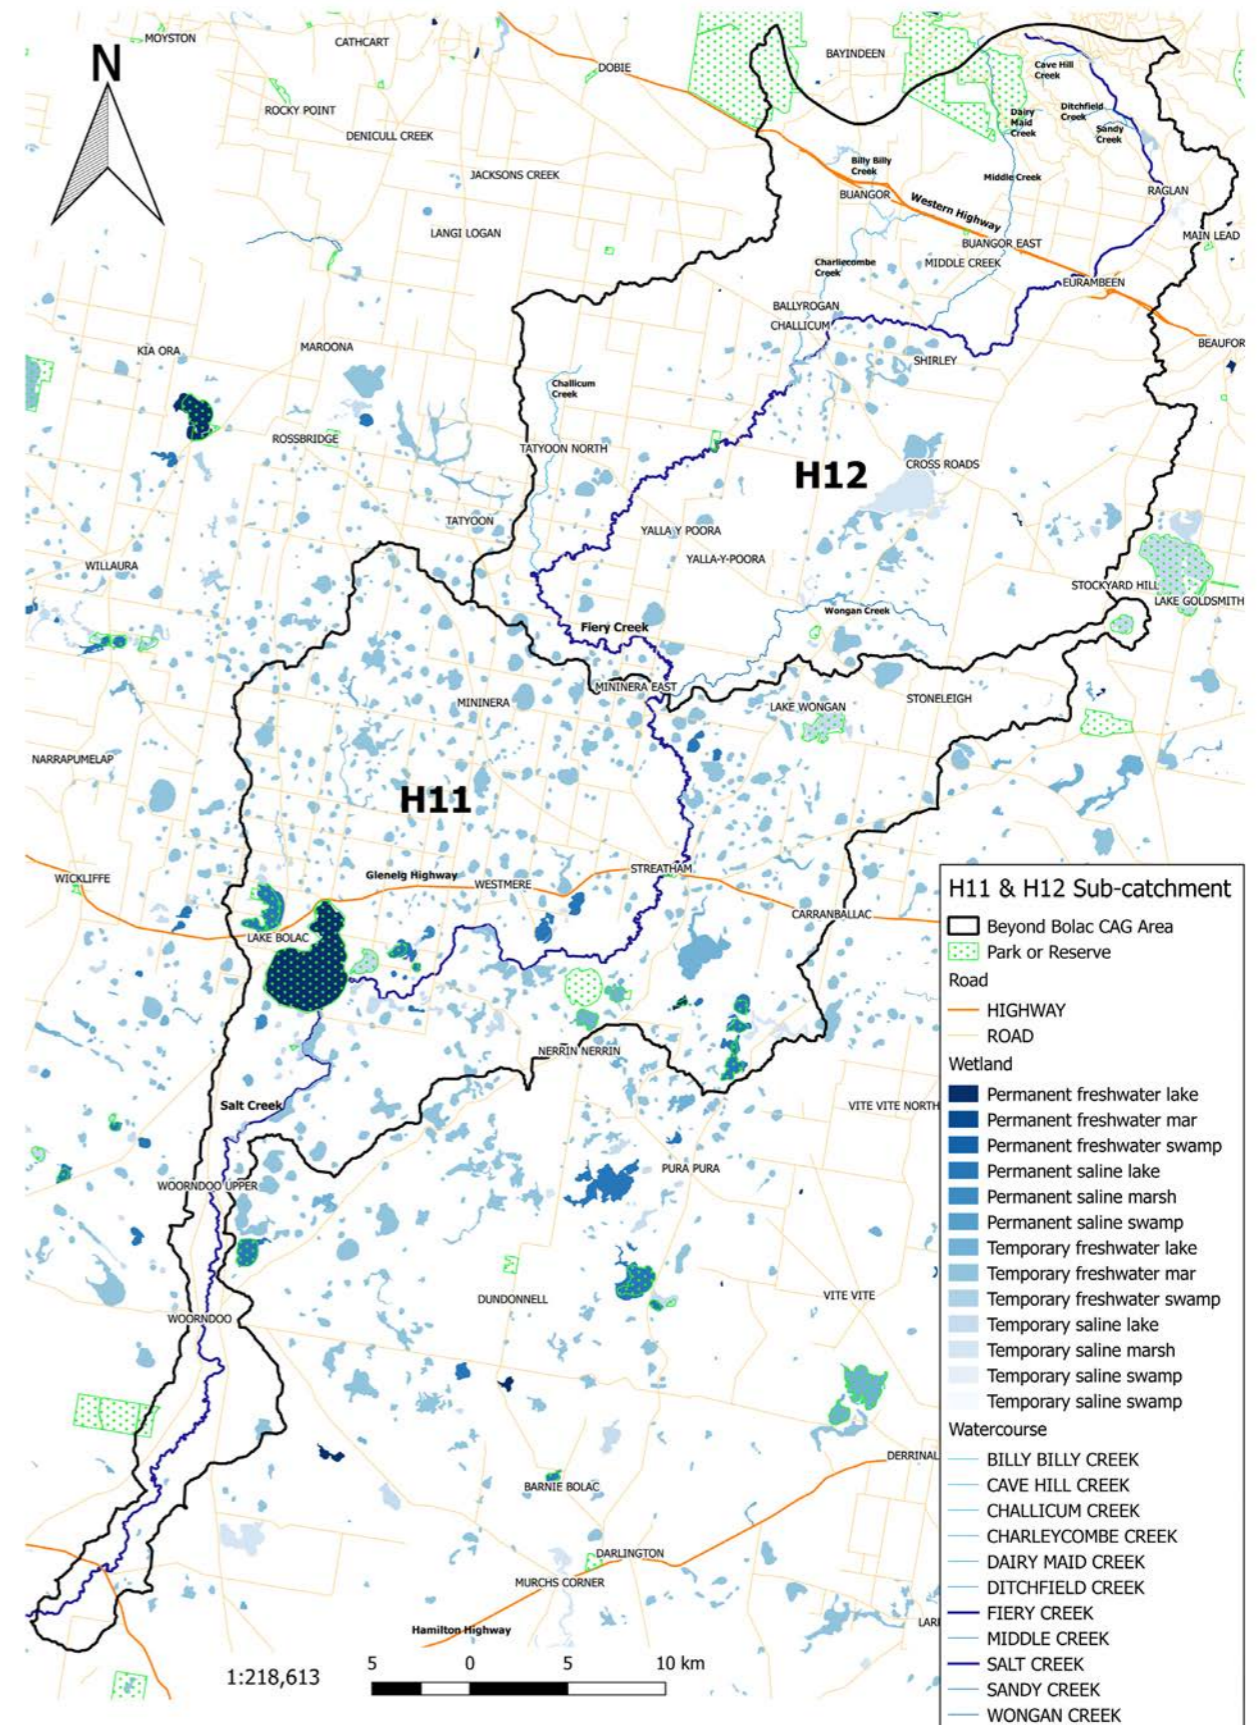 MOYSTON
CATHCART
BAYINDEEN
N
DOBIE
Cave Hill
Creek
ROCKY POINT
Dairy
Maid
Creek
Ditchfield
Creek
Sandy
Creek
DENICULL CREEK
JACKSONS CREEK
Billy Billy
Creek
Middle Creek
BUANGOR
RAGLAN
Western Highway
LANGI LOGAN
MAIN LEAD
BUANGOR EAST
Charliecombe
Creek
MIDDLE CREEK
EURAMBEEN
BALLYROGAN
CHALLICUM
BEAUFOR
KIA ORA
MAROONA
SHIRLEY
Challicum
Creek
ROSSBRIDGE
TATYOON NORTH
H12
CROSS ROADS
TATYOON
YALLA Y POORA
YALLA-Y-POORA
WILLAURA
STOCKYARD HILL
LAKE GOLDSMITH
Wongan Creek
Fiery Creek
MININERA EAST
MININERA
LAKE WONGAN
STONELEIGH
NARRAPUMELAP
H11
WICKLIFFE
Glenelg Highway
WESTMERE
STREATHAM
CARRANBALLAC
LAKE BOLAC
NERRIN NERRIN
Salt Creek
VITE VITE NORTH
PURA PURA
WOORNDOO UPPER
DUNDONNELL
VITE VITE
WOORNDOO
DERRINAL
BARNIE BOLAC
DARLINGTON
MURCHS CORNER
LARI
Hamilton Highway
1:218,613
5 0 5 10 km
H11 & H12 Sub-catchment
Beyond Bolac CAG Area
Park or Reserve
Road
HIGHWAY
ROAD
Wetland
Permanent freshwater lake
Permanent freshwater mar
Permanent freshwater swamp
Permanent saline lake
Permanent saline marsh
Permanent saline swamp
Temporary freshwater lake
Temporary freshwater mar
Temporary freshwater swamp
Temporary saline lake
Temporary saline marsh
Temporary saline swamp
Temporary saline swamp
Watercourse
BILLY BILLY CREEK
CAVE HILL CREEK
CHALLICUM CREEK
CHARLEYCOMBE CREEK
DAIRY MAID CREEK
DITCHFIELD CREEK
FIERY CREEK
MIDDLE CREEK
SALT CREEK
SANDY CREEK
WONGAN CREEK